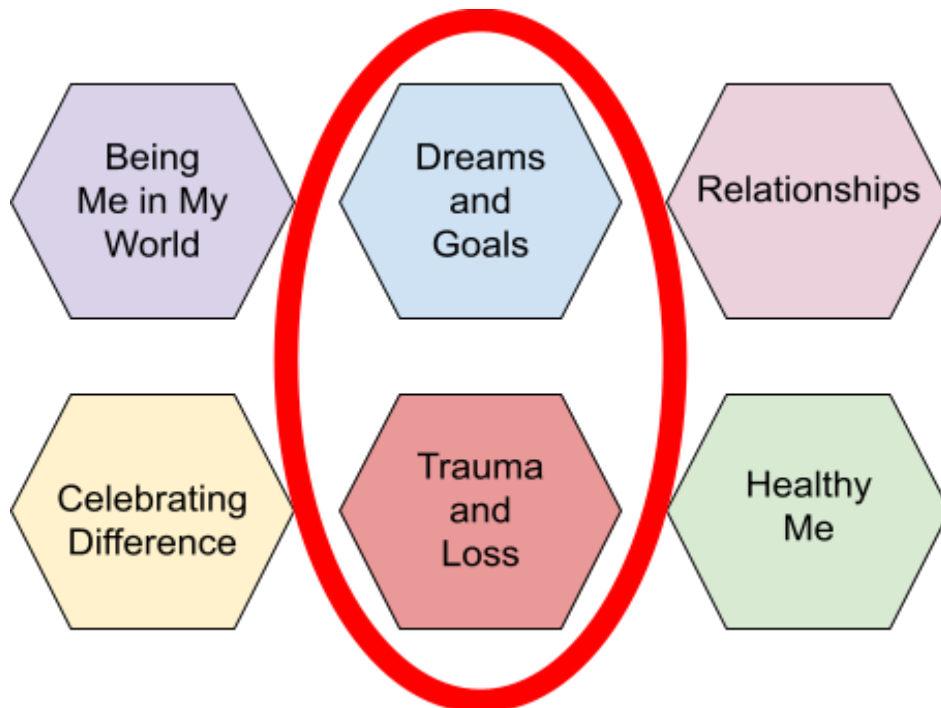 Being
Me in My
World
Dreams
and
Goals
Relationships
Celebrating
Difference
Trauma
and
Loss
Healthy
Me